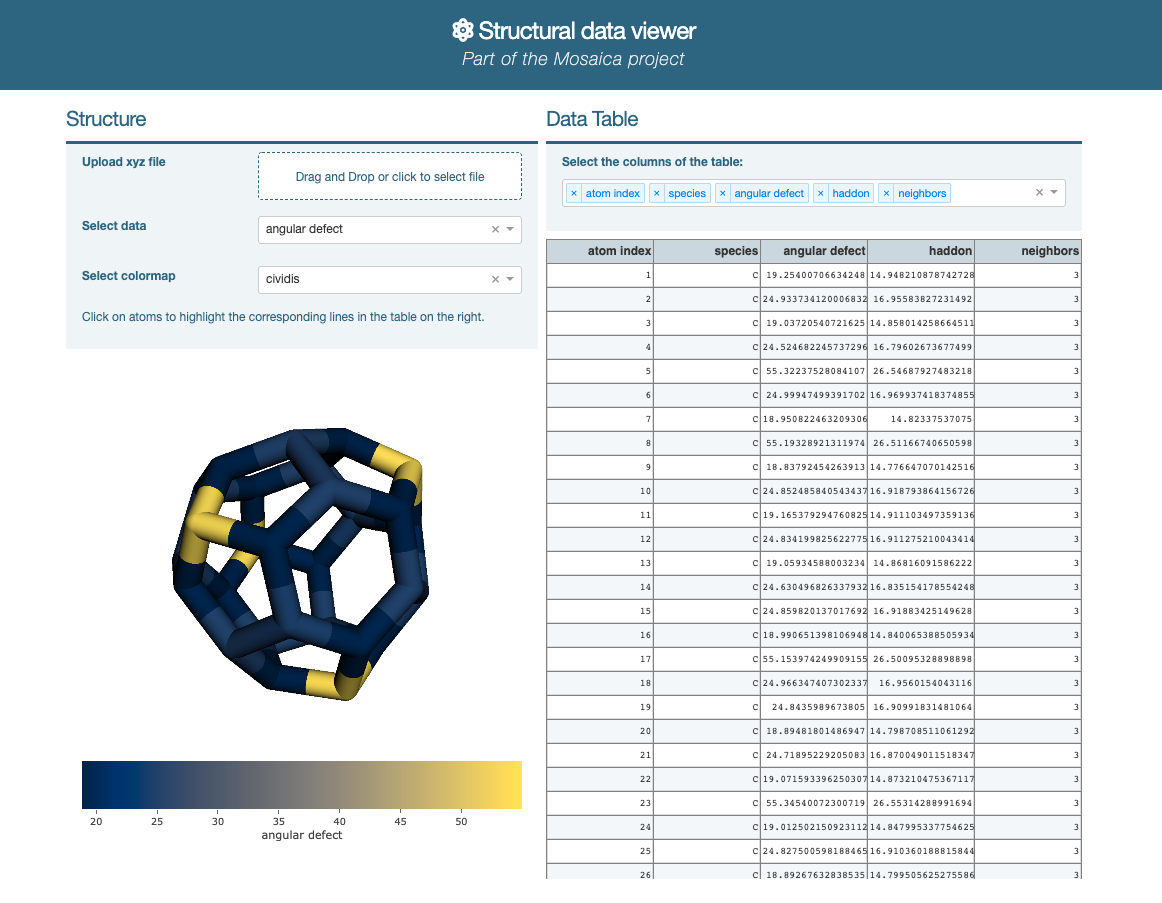 Structural data viewer
Part of the Mosaica project
Structure
Upload xyz file
Drag and Drop or click to select file
Select data
angular defect
Select colormap
cividis
Click on atoms to highlight the corresponding lines in the table on the right.
20 25 30 35 40 45 50
angular defect
Data Table
Select the columns of the table:
× atom index × species × angular defect × haddon × neighbors
atom index species angular defect haddon neighbors
1 C 19.25400706634248 14.948210878742728 3
2 C 24.933734120006832 16.95583827231492 3
3 C 19.03720540721625 14.858014258664511 3
4 C 24.524682245737296 16.79602673677499 3
5 C 55.32237528084107 26.54687927483218 3
6 C 24.99947499391702 16.969937418374855 3
7 C 18.950822463209306 14.82337537075 3
8 C 55.19328921311974 26.51166740650598 3
9 C 18.83792454263913 14.776647070142516 3
10 C 24.852485840543437 16.918793864156726 3
11 C 19.165379294760825 14.911103497359136 3
12 C 24.834199825622775 16.911275210043414 3
13 C 19.05934588003234 14.86816091586222 3
14 C 24.630496826337932 16.835154178554248 3
15 C 24.859820137017692 16.91883425149628 3
16 C 18.990651398106948 14.840065388505934 3
17 C 55.153974249909155 26.50095328898898 3
18 C 24.966347407302337 16.9560154043116 3
19 C 24.8435989673805 16.90991831481064 3
20 C 18.89481801486947 14.798708511061292 3
21 C 24.71895229205083 16.870049011518347 3
22 C 19.071593396250307 14.873210475367117 3
23 C 55.34540072300719 26.55314288991694 3
24 C 19.012502150923112 14.847995337754625 3
25 C 24.827500598188465 16.910360188815844 3
26 C 18.89267632838535 14.799505625275586 3